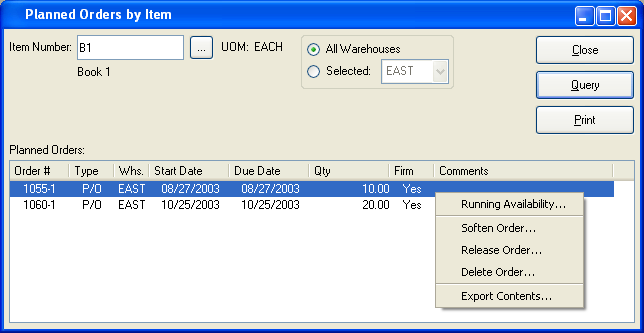 Planned Orders by Item
Item Number: B1 ... UOM: EACH
Book 1
All Warehouses
Selected: EAST
Close
Query
Print
Planned Orders:
Order # Type Whs. Start Date Due Date Qty Firm Comments
1055-1 P/O EAST 08/27/2003 08/27/2003 10.00 Yes
1060-1 P/O EAST 10/25/2003 10/25/2003 20.00 Yes
Running Availability...
Soften Order...
Release Order...
Delete Order...
Export Contents...